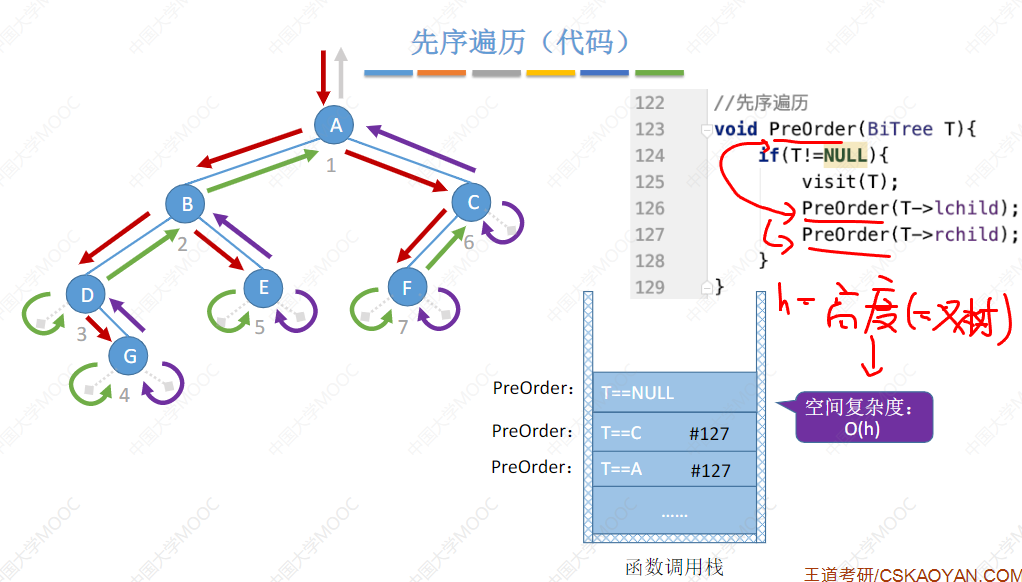 先序遍历（代码）
A
1
B
2
C
6
D
3
E
5
F
7
G
4
122 //先序遍历
123 void PreOrder(BiTree T){
124 if(T!=NULL){
125 visit(T);
126 PreOrder(T->lchild);
127 PreOrder(T->rchild);
128 }
129 }
h=高度(二叉树)
空间复杂度：
O(h)
PreOrder: T==NULL
PreOrder: T==C #127
PreOrder: T==A #127
......
函数调用栈
王道考研/CSKAOYAN.COM
中国大学MOOC